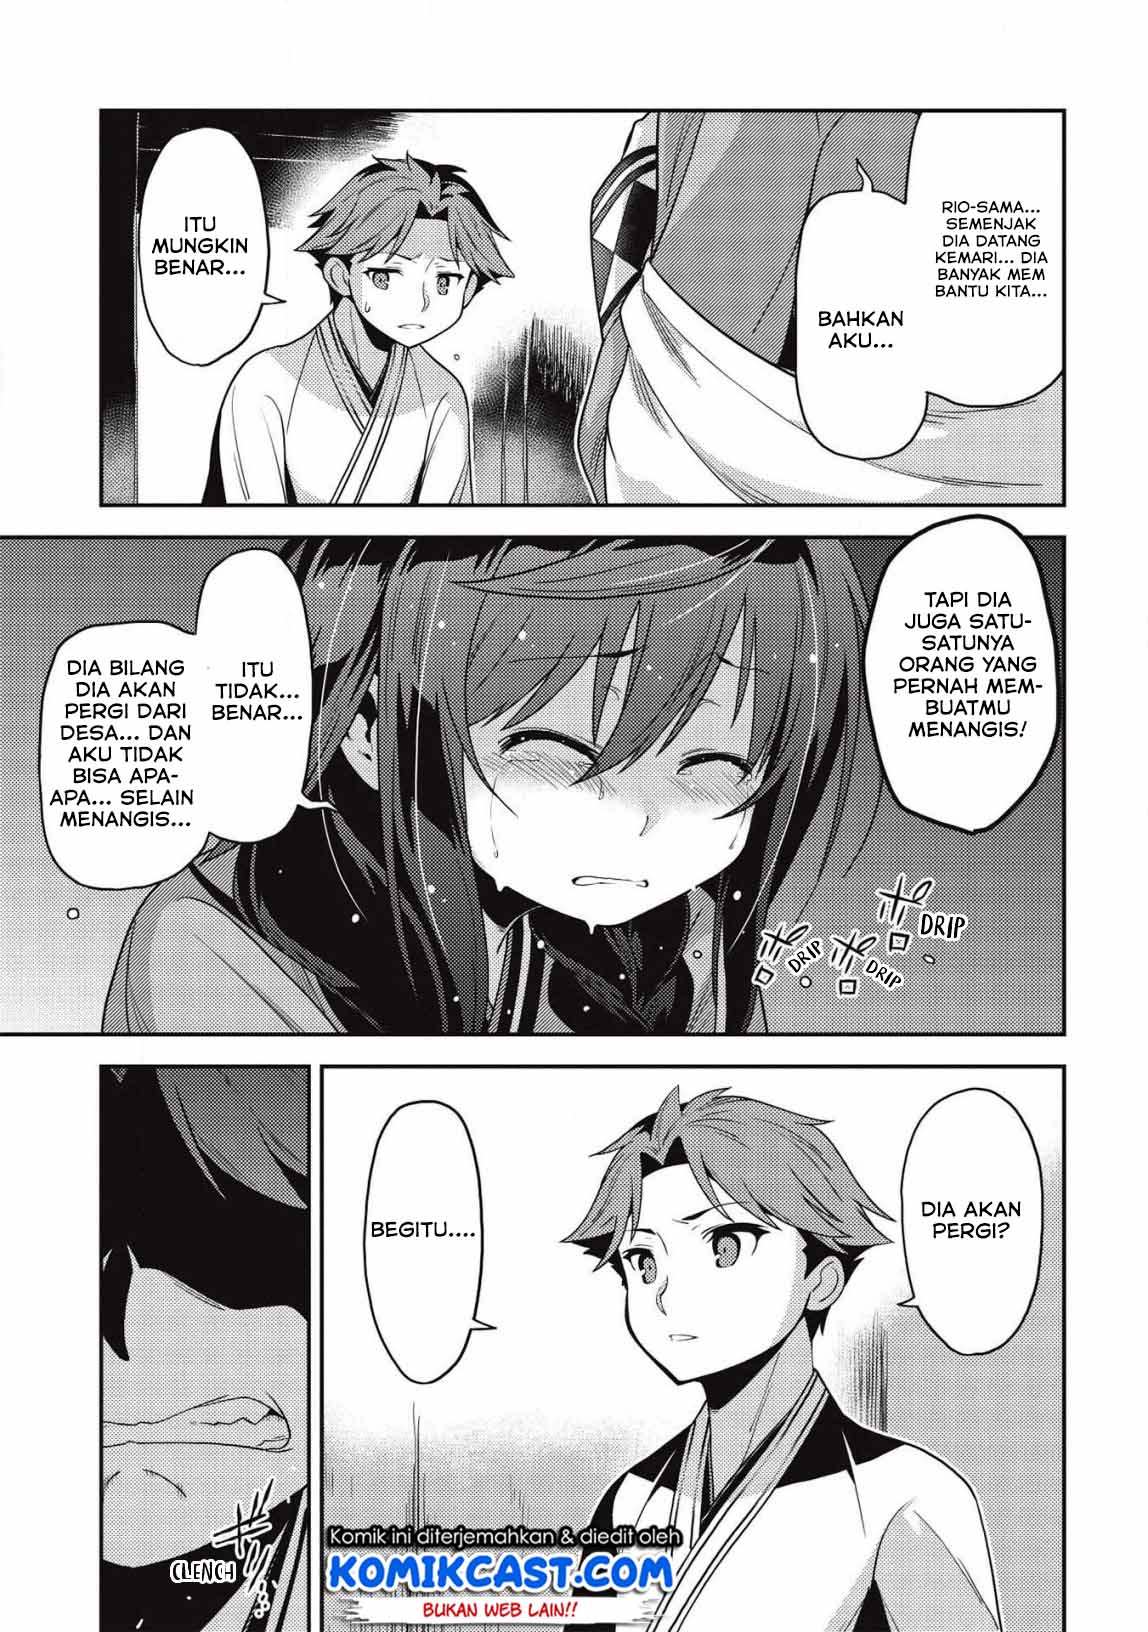 RIO-SAMA...
SEMENJAK
DIA DATANG
KEMARI... DIA
BANYAK MEM
BANTU KITA...
BAHKAN
AKU...
ITU
MUNGKIN
BENAR...
TAPI DIA
JUGA SATU-
SATUNYA
ORANG YANG
PERNAH MEM-
BUATMU
MENANGIS!
ITU
TIDAK...
BENAR...
DIA BILANG
DIA AKAN
PERGI DARI
DESA... DAN
AKU TIDAK
BISA APA-
APA... SELAIN
MENANGIS...
DRIP
DRIP
DRIP
DIA AKAN
PERGI?
BEGITU....
CLENCH
Komik ini diterjemahkan & diedit oleh
KOMIKCAST.COM
BUKAN WEB LAIN!!